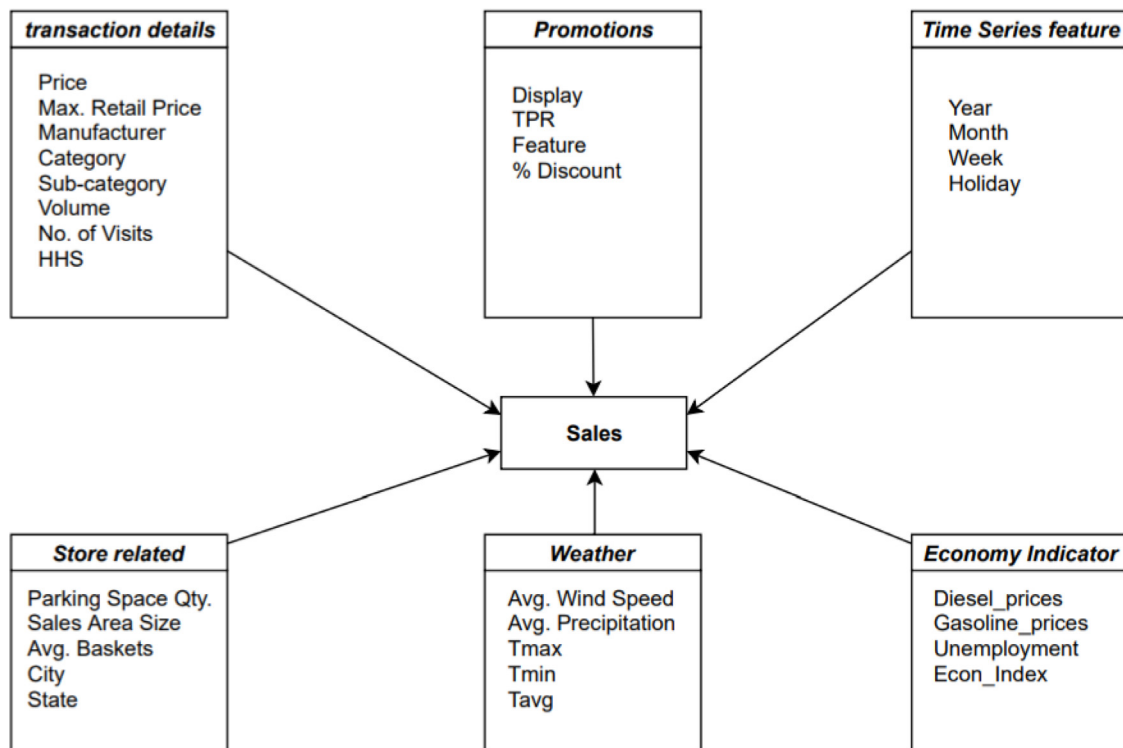 transaction details
Price
Max. Retail Price
Manufacturer
Category
Sub-category
Volume
No. of Visits
HHS
Promotions
Display
TPR
Feature
% Discount
Time Series feature
Year
Month
Week
Holiday
Sales
Store related
Parking Space Qty.
Sales Area Size
Avg. Baskets
City
State
Weather
Avg. Wind Speed
Avg. Precipitation
Tmax
Tmin
Tavg
Economy Indicator
Diesel_prices
Gasoline_prices
Unemployment
Econ_Index